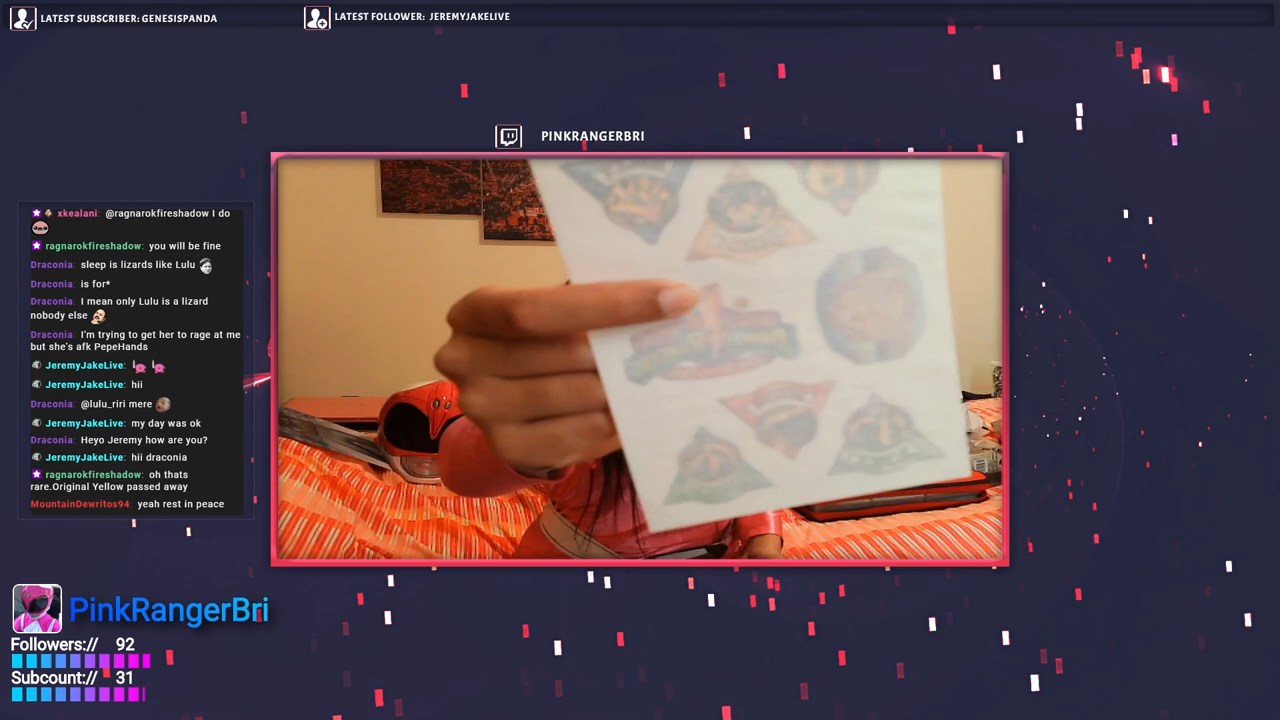 LATEST SUBSCRIBER: GENESISPANDA
LATEST FOLLOWER: JEREMYJAKELIVE
PINKRANGERBRI
xkealani: @ragnarokfireshadow I do
ragnarokfireshadow: you will be fine
Draconia: sleep is lizards like Lulu
Draconia: is for*
Draconia: I mean only Lulu is a lizard
nobody else
Draconia: I'm trying to get her to rage at me
but she's afk PepeHands
JeremyJakeLive:
JeremyJakeLive: hii
Draconia: @lulu_riri mere
JeremyJakeLive: my day was ok
Draconia: Heyo Jeremy how are you?
JeremyJakeLive: hii draconia
ragnarokfireshadow: oh thats
rare.Original Yellow passed away
MountainDewritos94: yeah rest in peace
PinkRangerBri
Followers:// 92
Subcount:// 31